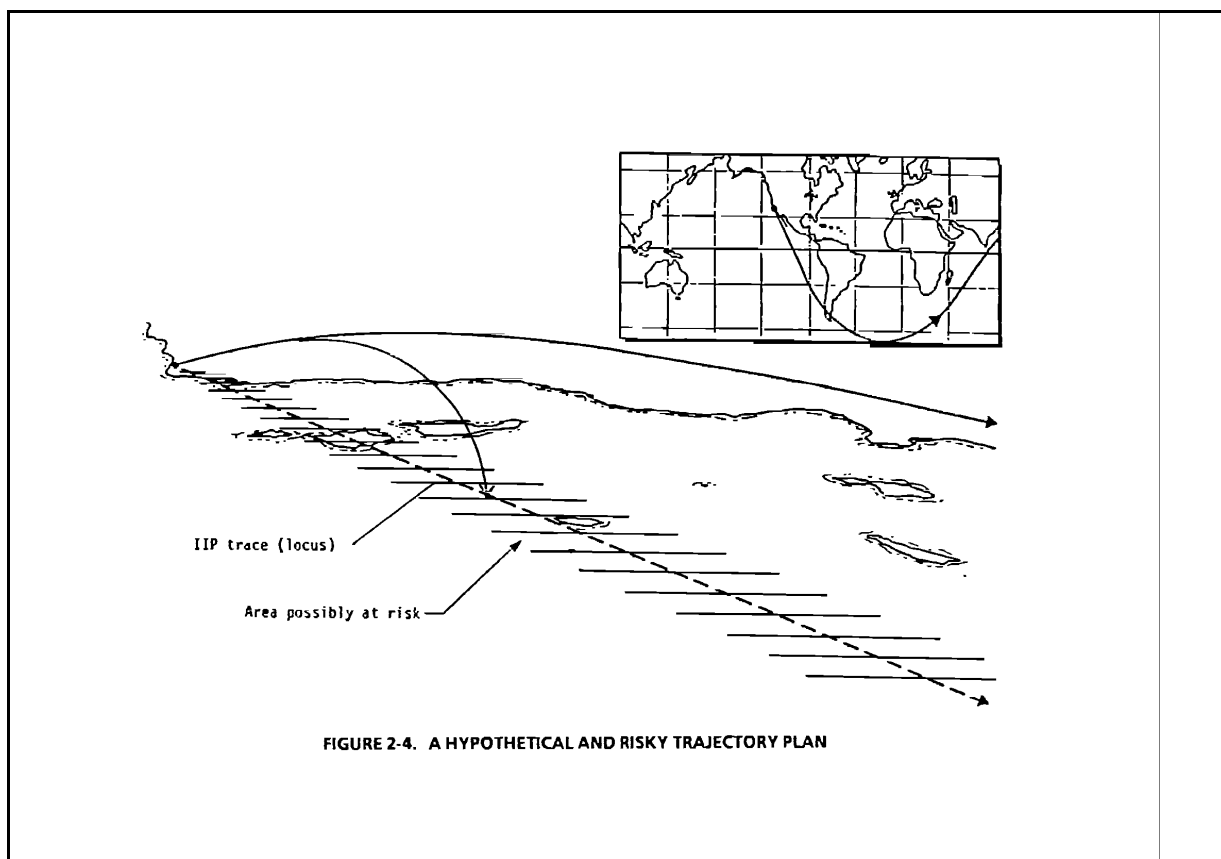 IIP trace (locus)
Area possibly at risk
FIGURE 2-4. A HYPOTHETICAL AND RISKY TRAJECTORY PLAN